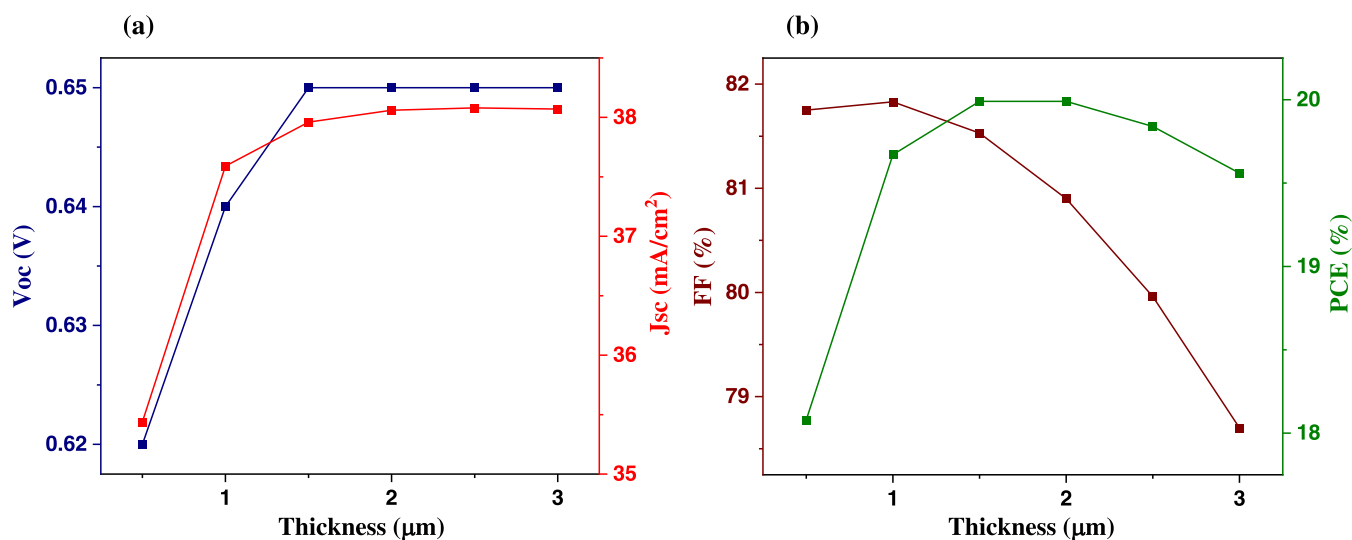 (a)
0.65
0.64
0.63
0.62
Voc (V)
38
37
36
35
Jsc (mA/cm²)
1
2
3
Thickness (μm)
(b)
82
81
80
79
FF (%)
20
19
18
PCE (%)
1
2
3
Thickness (μm)